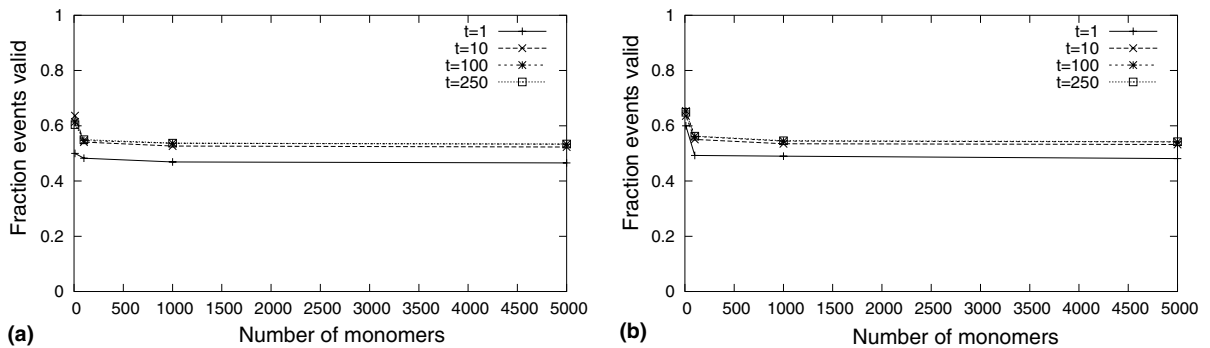 Fraction events valid
1
0.8
0.6
0.4
0.2
0
t=1
t=10
t=100
t=250
0 500 1000 1500 2000 2500 3000 3500 4000 4500 5000
Number of monomers
(a)
Fraction events valid
1
0.8
0.6
0.4
0.2
0
t=1
t=10
t=100
t=250
0 500 1000 1500 2000 2500 3000 3500 4000 4500 5000
Number of monomers
(b)